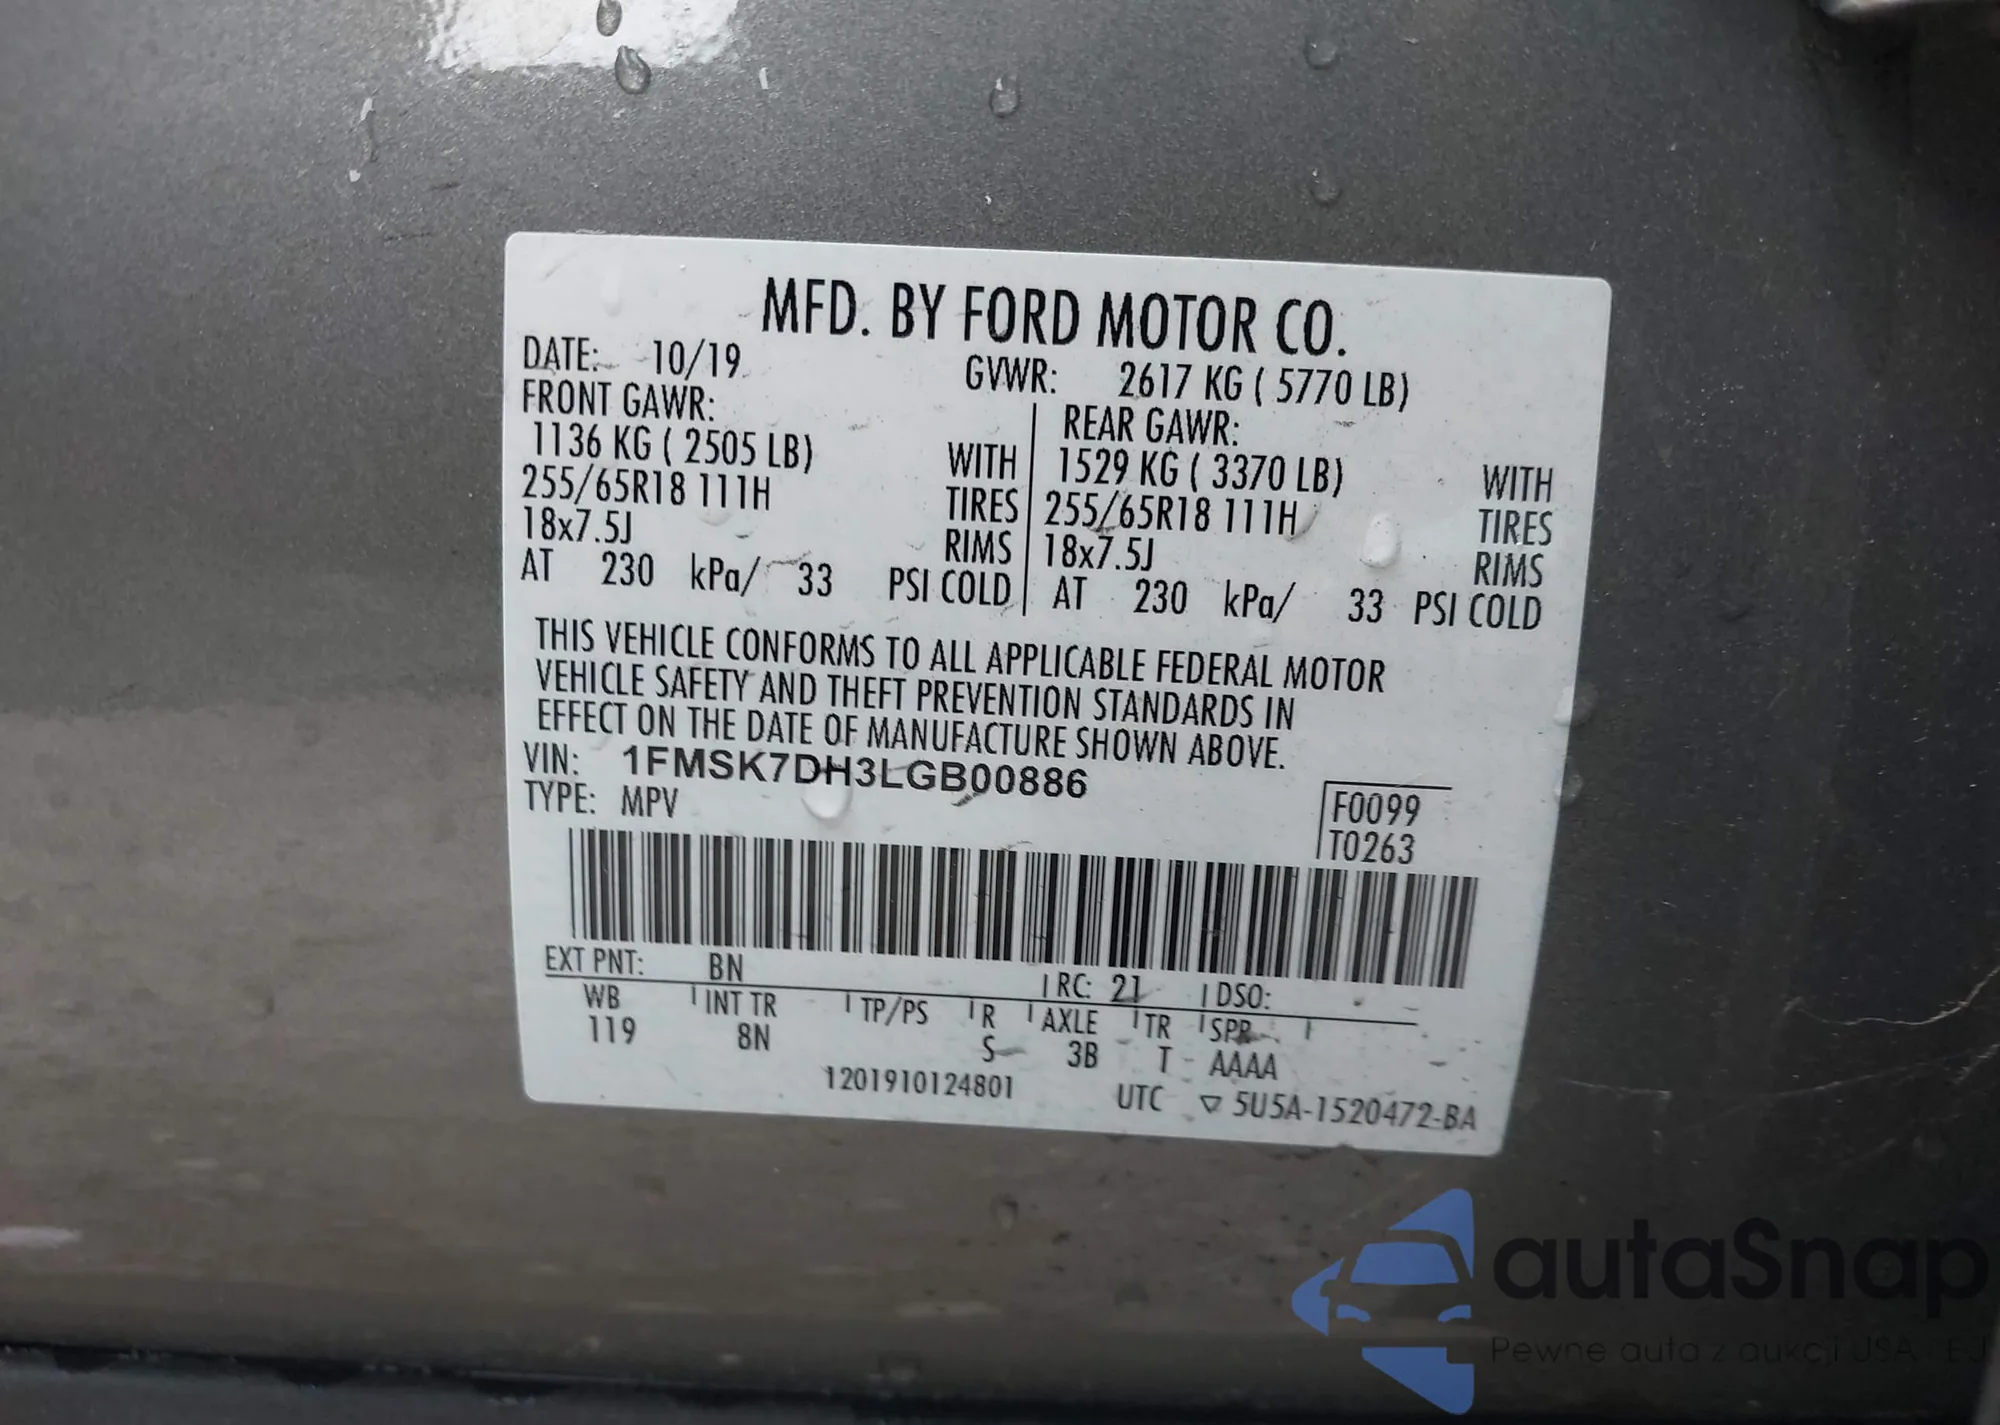 MFD. BY FORD MOTOR CO.
DATE: 10/19 GVWR: 2617 KG ( 5770 LB)
FRONT GAWR: REAR GAWR:
1136 KG ( 2505 LB) WITH 1529 KG ( 3370 LB) WITH
255/65R18 111H TIRES 255/65R18 111H TIRES
18x7.5J RIMS 18x7.5J RIMS
AT 230 kPa/ 33 PSI COLD AT 230 kPa/ 33 PSI COLD
THIS VEHICLE CONFORMS TO ALL APPLICABLE FEDERAL MOTOR
VEHICLE SAFETY AND THEFT PREVENTION STANDARDS IN
EFFECT ON THE DATE OF MANUFACTURE SHOWN ABOVE.
VIN: 1FMSK7DH3LGB00886
TYPE: MPV
F0099
T0263
EXT PNT: BN RC: 21 DSO:
WB INT TR TP/PS R AXLE TR SPR
119 8N S 3B T AAAA
1201910124801 UTC ▽ 5U5A-1520472-BA
autaSnap
Pewne auta z aukcji USA - EU